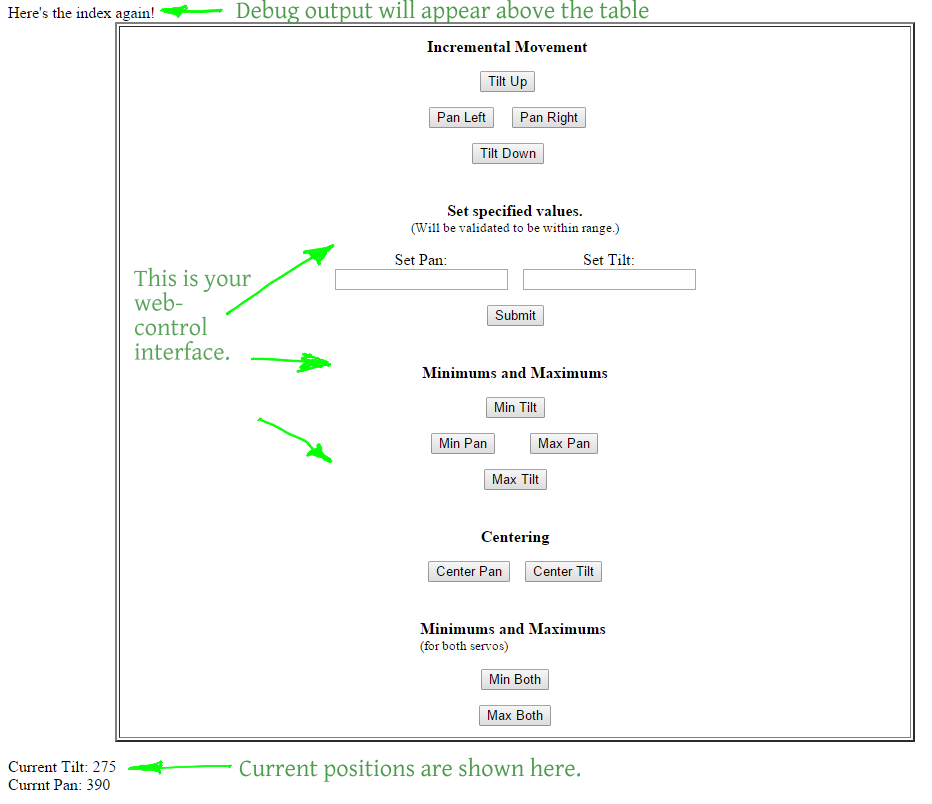 Here's the index again!
Debug output will appear above the table
Incremental Movement
Tilt Up
Pan Left Pan Right
Tilt Down
Set specified values.
(Will be validated to be within range.)
Set Pan: Set Tilt:
This is your
web-
control
interface.
Submit
Minimums and Maximums
Min Tilt
Min Pan Max Pan
Max Tilt
Centering
Center Pan Center Tilt
Minimums and Maximums
(for both servos)
Min Both
Max Both
Current Tilt: 275
Current positions are shown here.
Currnt Pan: 390